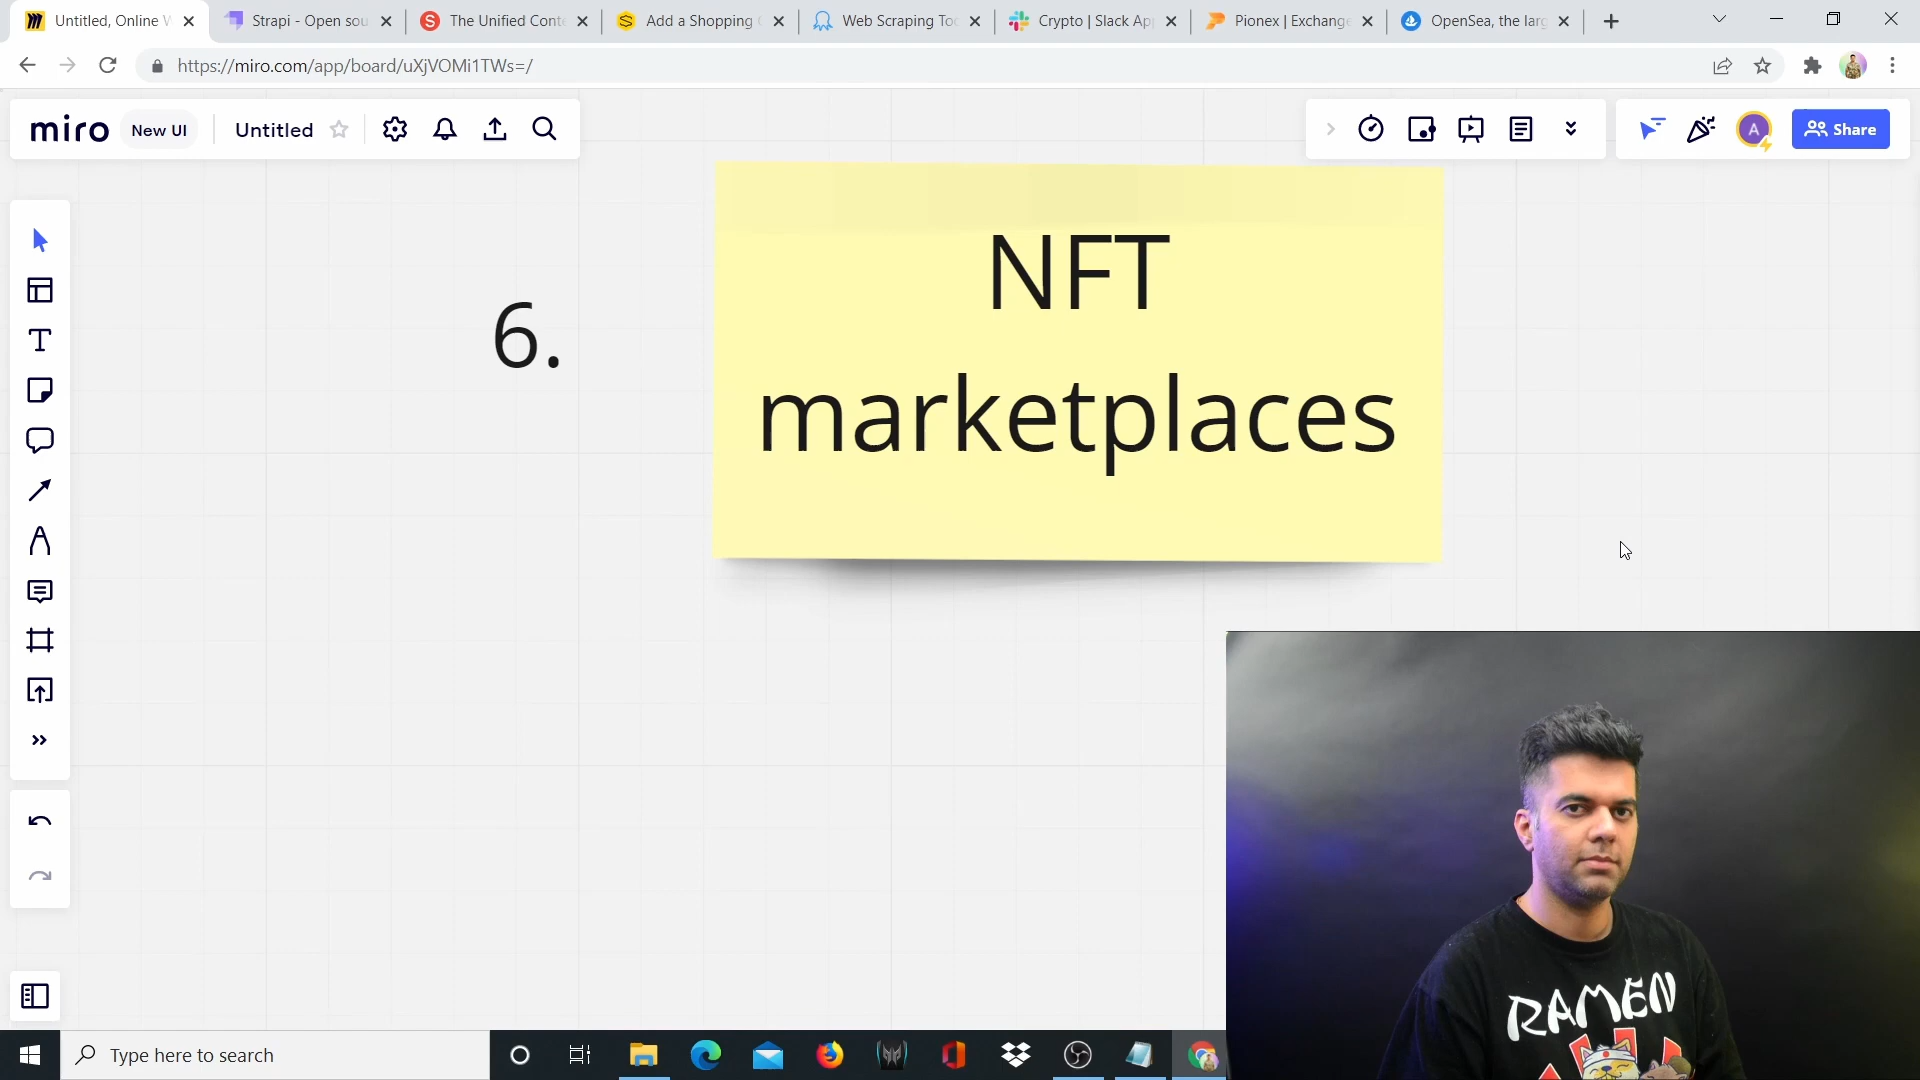 Untitled, Online W
Strapi - Open sou
The Unified Conte
Add a Shopping C
Web Scraping Too
Crypto | Slack Ap
Pionex | Exchange
OpenSea, the larg
https://miro.com/app/board/uXjVOMi1TWs=/
miro
New UI
Untitled
A
Share
6.
NFT
marketplaces
RAMEN
Type here to search